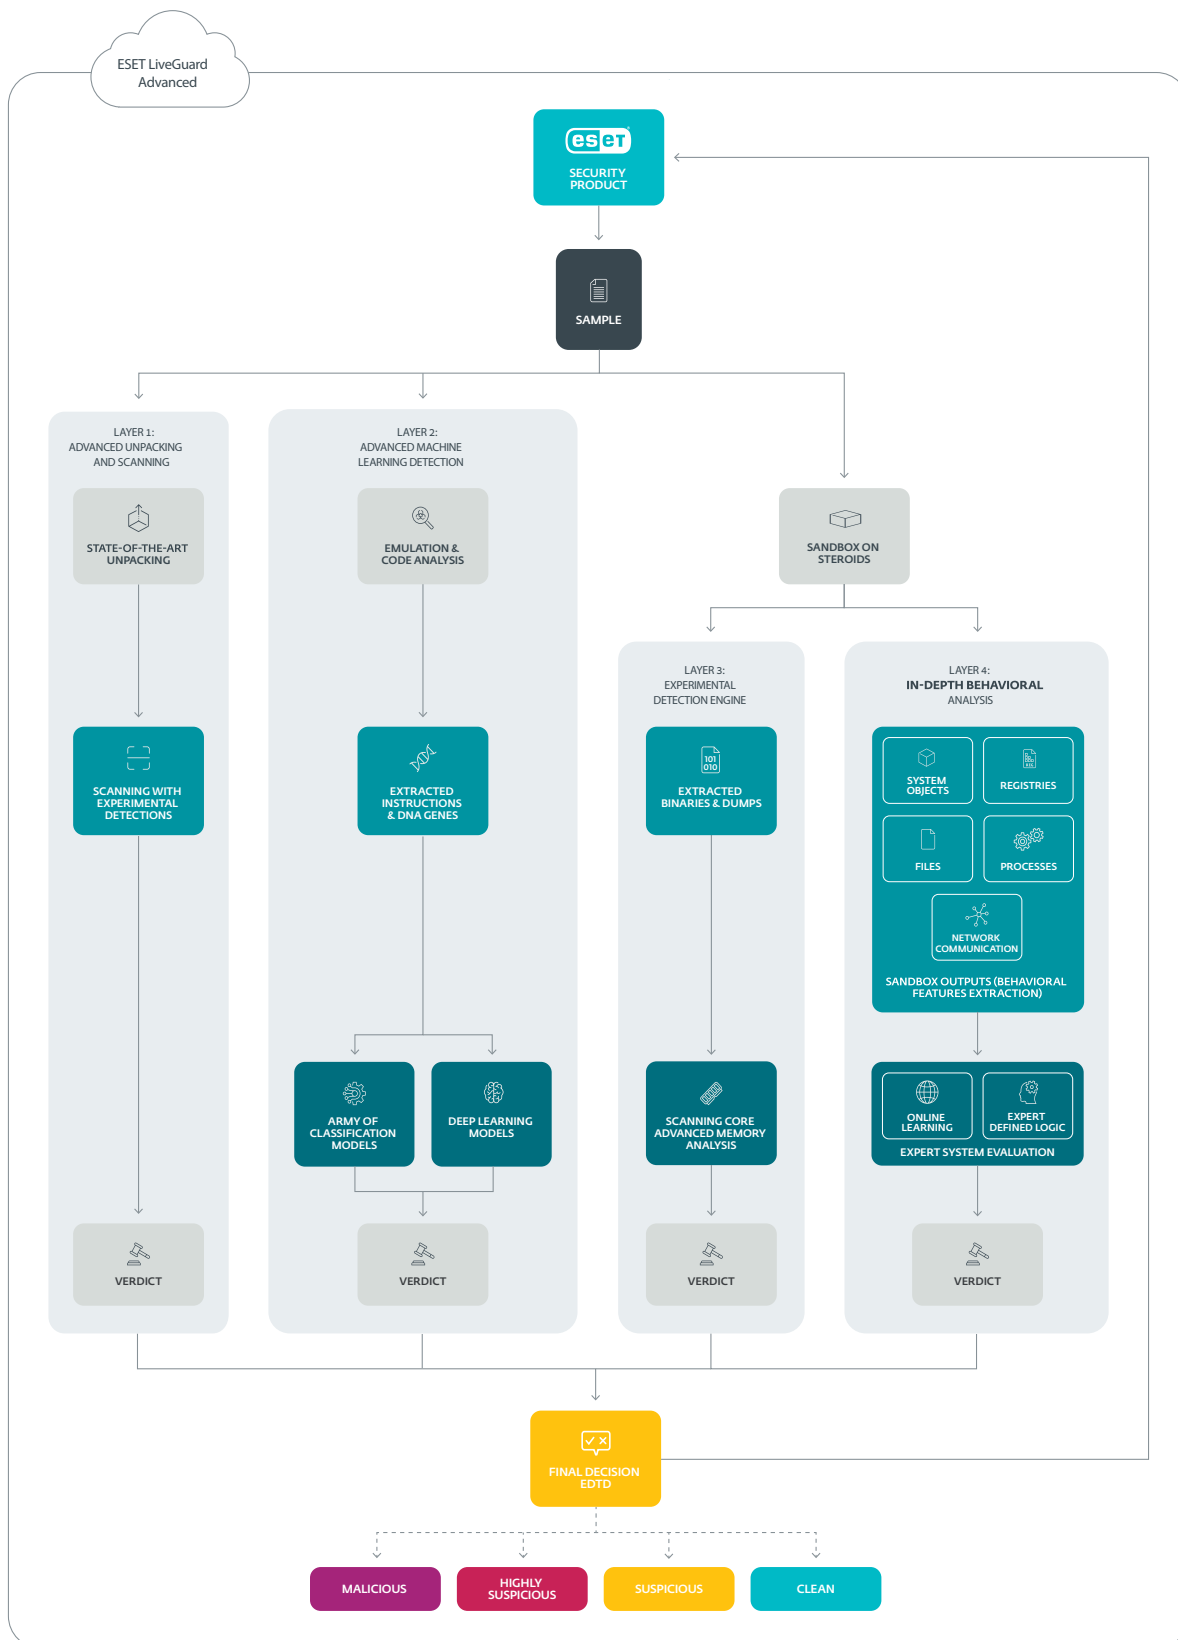 ESET LiveGuard
Advanced
eset
SECURITY
PRODUCT
SAMPLE
LAYER 1:
ADVANCED UNPACKING
AND SCANNING
STATE-OF-THE-ART
UNPACKING
SCANNING WITH
EXPERIMENTAL
DETECTIONS
VERDICT
LAYER 2:
ADVANCED MACHINE
LEARNING DETECTION
EMULATION &
CODE ANALYSIS
EXTRACTED
INSTRUCTIONS
& DNA GENES
ARMY OF
CLASSIFICATION
MODELS
DEEP LEARNING
MODELS
VERDICT
SANDBOX ON
STEROIDS
LAYER 3:
EXPERIMENTAL
DETECTION ENGINE
101
010
EXTRACTED
BINARIES & DUMPS
SCANNING CORE
ADVANCED MEMORY
ANALYSIS
VERDICT
LAYER 4:
IN-DEPTH BEHAVIORAL
ANALYSIS
SYSTEM
OBJECTS
REGISTRIES
FILES
PROCESSES
NETWORK
COMMUNICATION
SANDBOX OUTPUTS (BEHAVIORAL
FEATURES EXTRACTION)
ONLINE
LEARNING
EXPERT
DEFINED LOGIC
EXPERT SYSTEM EVALUATION
VERDICT
FINAL DECISION
EDTD
MALICIOUS
HIGHLY
SUSPICIOUS
SUSPICIOUS
CLEAN